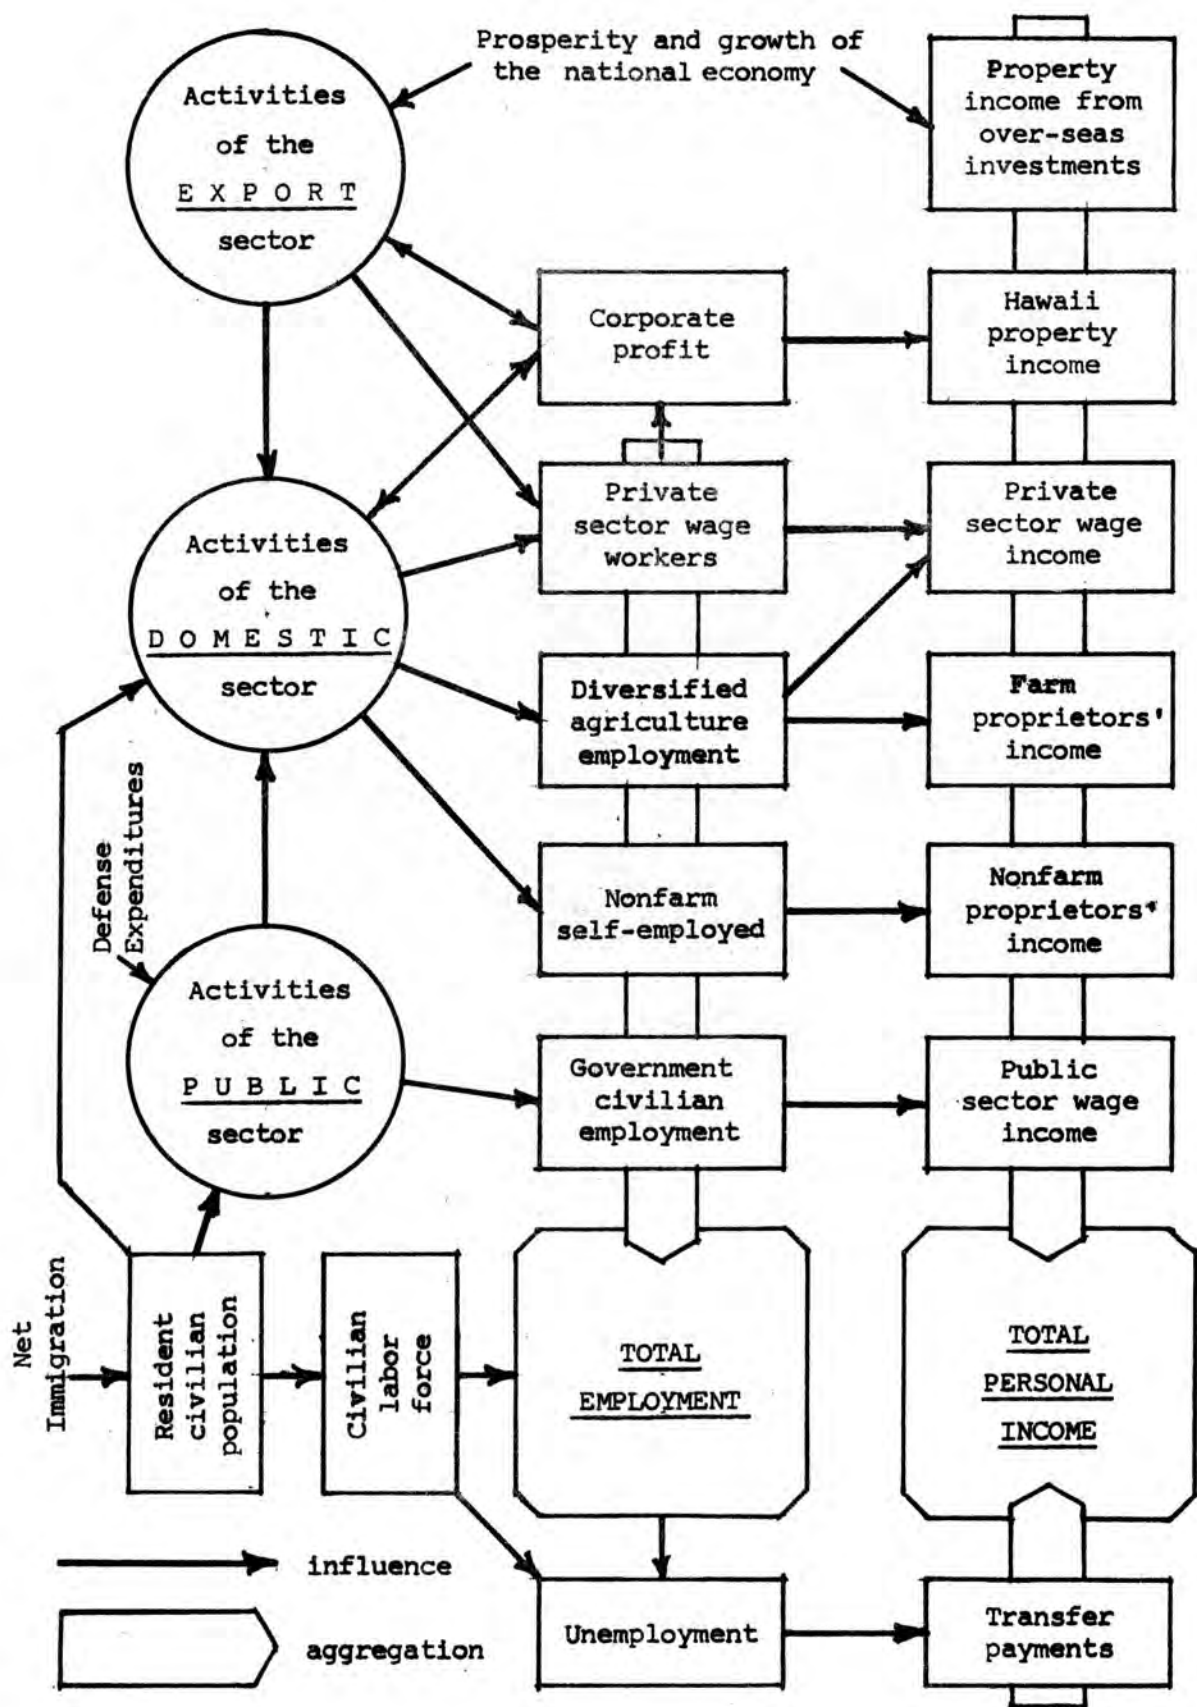 Prosperity and growth of
the national economy
Activities
of the
E X P O R T
sector
Property
income from
over-seas
investments
Corporate
profit
Hawaii
property
income
Activities
of the
D O M E S T I C
sector
Private
sector wage
workers
Private
sector wage
income
Diversified
agriculture
employment
Farm
proprietors'
income
Defense
Expenditures
Nonfarm
self-employed
Nonfarm
proprietors'
income
Activities
of the
P U B L I C
sector
Government
civilian
employment
Public
sector wage
income
Net
Immigration
Resident
civilian
population
Civilian
labor
force
TOTAL
EMPLOYMENT
TOTAL
PERSONAL
INCOME
influence
aggregation
Unemployment
Transfer
payments